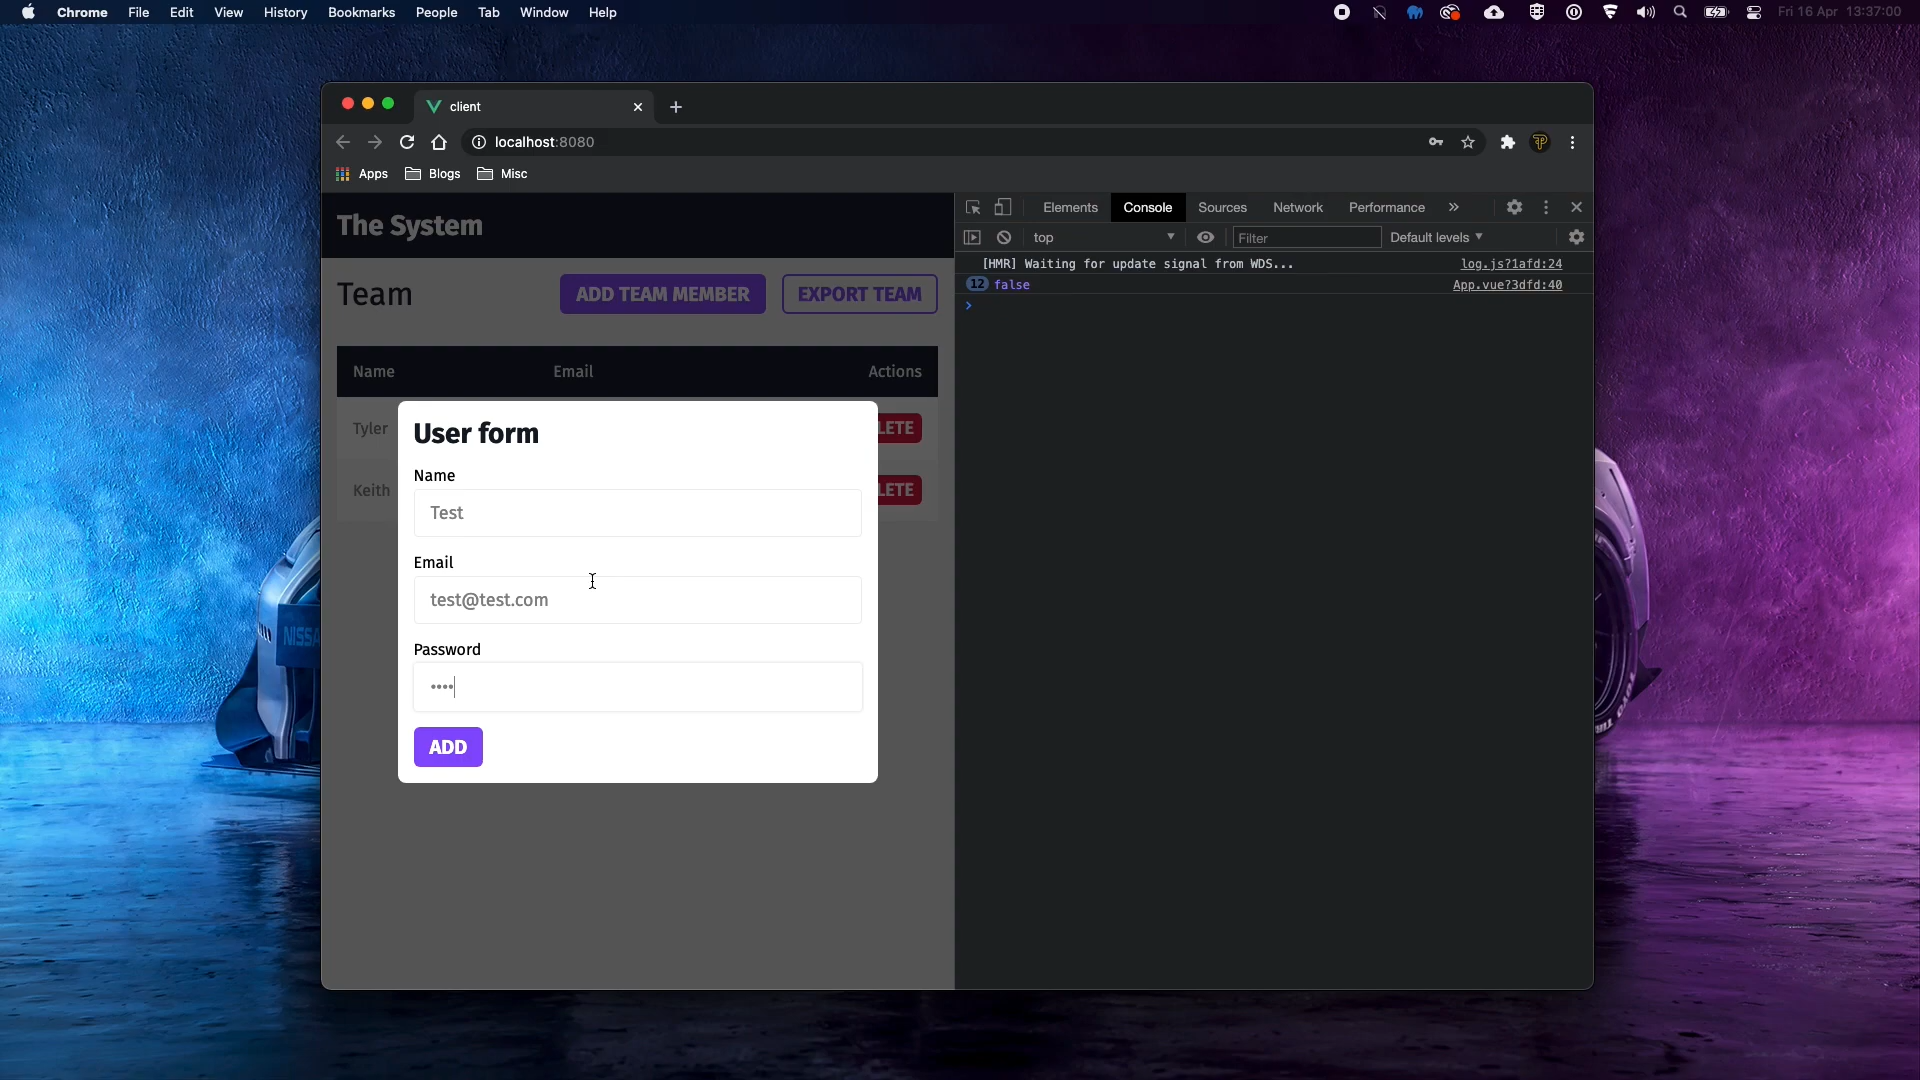 Chrome File Edit View History Bookmarks People Tab Window Help Fri 16 Apr 13:37:00
client
localhost:8080
Apps Blogs Misc
The System
Team ADD TEAM MEMBER EXPORT TEAM
Name Email Actions
Tyler LETE
Keith LETE
User form
Name
Test
Email
test@test.com
Password
••••
ADD
Elements Console Sources Network Performance »
top Filter Default levels
[HMR] Waiting for update signal from WDS... log.js?1afd:24
12 false App.vue?3dfd:40
>
NISSA